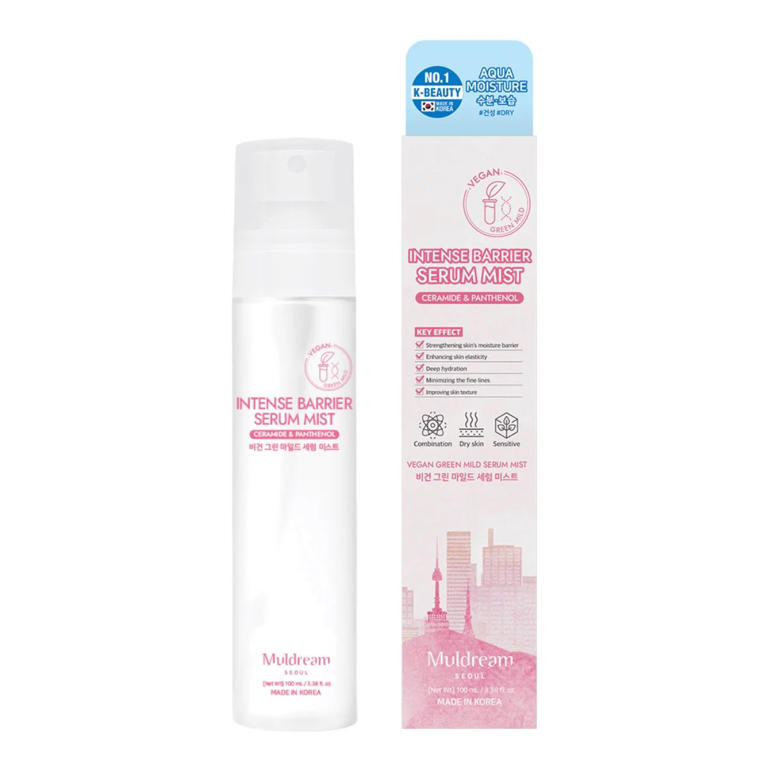 NO.1
K-BEAUTY
MADE IN
KOREA
AQUA
MOISTURE
수분·보습
#건성 #DRY
VEGAN
GREEN MILD
INTENSE BARRIER
SERUM MIST
CERAMIDE & PANTHENOL
KEY EFFECT
Strengthening skin's moisture barrier
Enhancing skin elasticity
Deep hydration
Minimizing the fine lines
Improving skin texture
Combination
Dry skin
Sensitive
VEGAN GREEN MILD SERUM MIST
비건 그린 마일드 세럼 미스트
Muldream
SEOUL
[Net Wt] 100 mL / 3.38 fl. oz.
MADE IN KOREA
VEGAN
GREEN MILD
INTENSE BARRIER
SERUM MIST
CERAMIDE & PANTHENOL
비건 그린 마일드 세럼 미스트
Muldream
SEOUL
[Net Wt] 100 mL / 3.38 fl. oz.
MADE IN KOREA